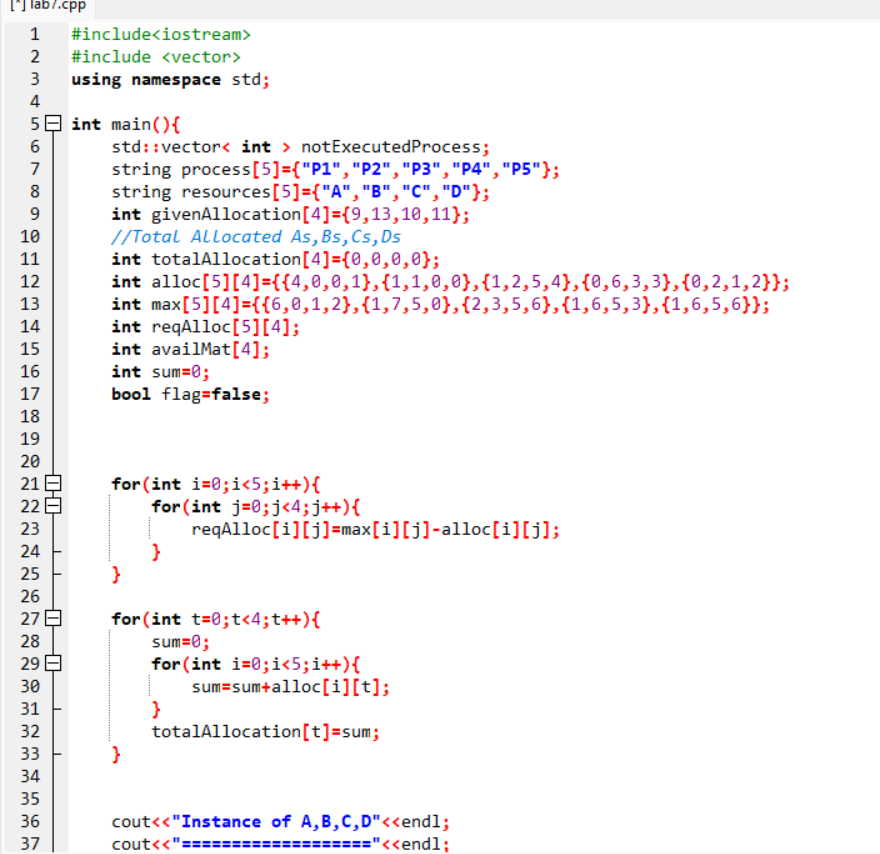 [*] lab7.cpp
1 #include<iostream>
2 #include <vector>
3 using namespace std;
4
5 int main(){
6 std::vector< int > notExecutedProcess;
7 string process[5]={"P1","P2","P3","P4","P5"};
8 string resources[5]={"A","B","C","D"};
9 int givenAllocation[4]={9,13,10,11};
10 //Total Allocated As,Bs,Cs,Ds
11 int totalAllocation[4]={0,0,0,0};
12 int alloc[5][4]={{4,0,0,1},{1,1,0,0},{1,2,5,4},{0,6,3,3},{0,2,1,2}};
13 int max[5][4]={{6,0,1,2},{1,7,5,0},{2,3,5,6},{1,6,5,3},{1,6,5,6}};
14 int reqAlloc[5][4];
15 int availMat[4];
16 int sum=0;
17 bool flag=false;
18
19
20
21 for(int i=0;i<5;i++){
22 for(int j=0;j<4;j++){
23 reqAlloc[i][j]=max[i][j]-alloc[i][j];
24 }
25 }
26
27 for(int t=0;t<4;t++){
28 sum=0;
29 for(int i=0;i<5;i++){
30 sum=sum+alloc[i][t];
31 }
32 totalAllocation[t]=sum;
33 }
34
35
36 cout<<"Instance of A,B,C,D"<<endl;
37 cout<<"==================="<<endl;